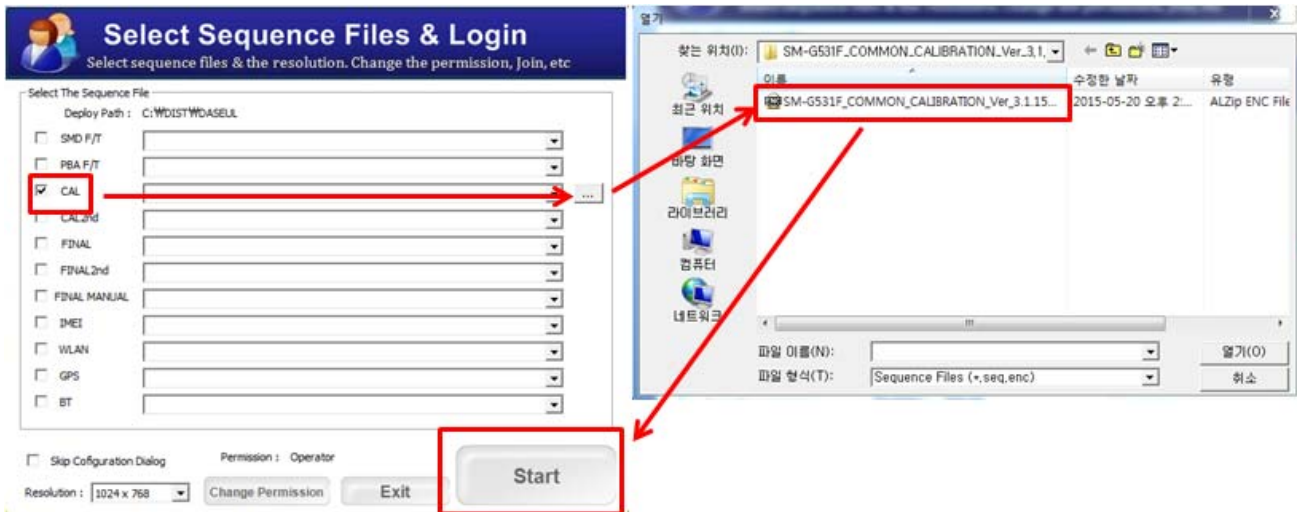 Select Sequence Files & Login
Select sequence files & the resolution. Change the permission, Join, etc
Select The Sequence File
Deploy Path : C:₩DIST₩DASEUL
SMD F/T
PBA F/T
CAL
...
CAL2nd
FINAL
FINAL2nd
FINAL MANUAL
IMEI
WLAN
GPS
BT
Skip Cofiguration Dialog
Permission : Operator
Start
Resolution : 1024 x 768
Change Permission
Exit
열기
찾는 위치(I): SM-G531F_COMMON_CALIBRATION_Ver_3,1,
이름 수정한 날짜 유형
SM-G531F_COMMON_CALIBRATION_Ver_3.1.15... 2015-05-20 오후 2:... ALZip ENC File
최근 위치
바탕 화면
라이브러리
컴퓨터
네트워크
파일 이름(N): 열기(O)
파일 형식(T): Sequence Files (*,seq,enc) 취소